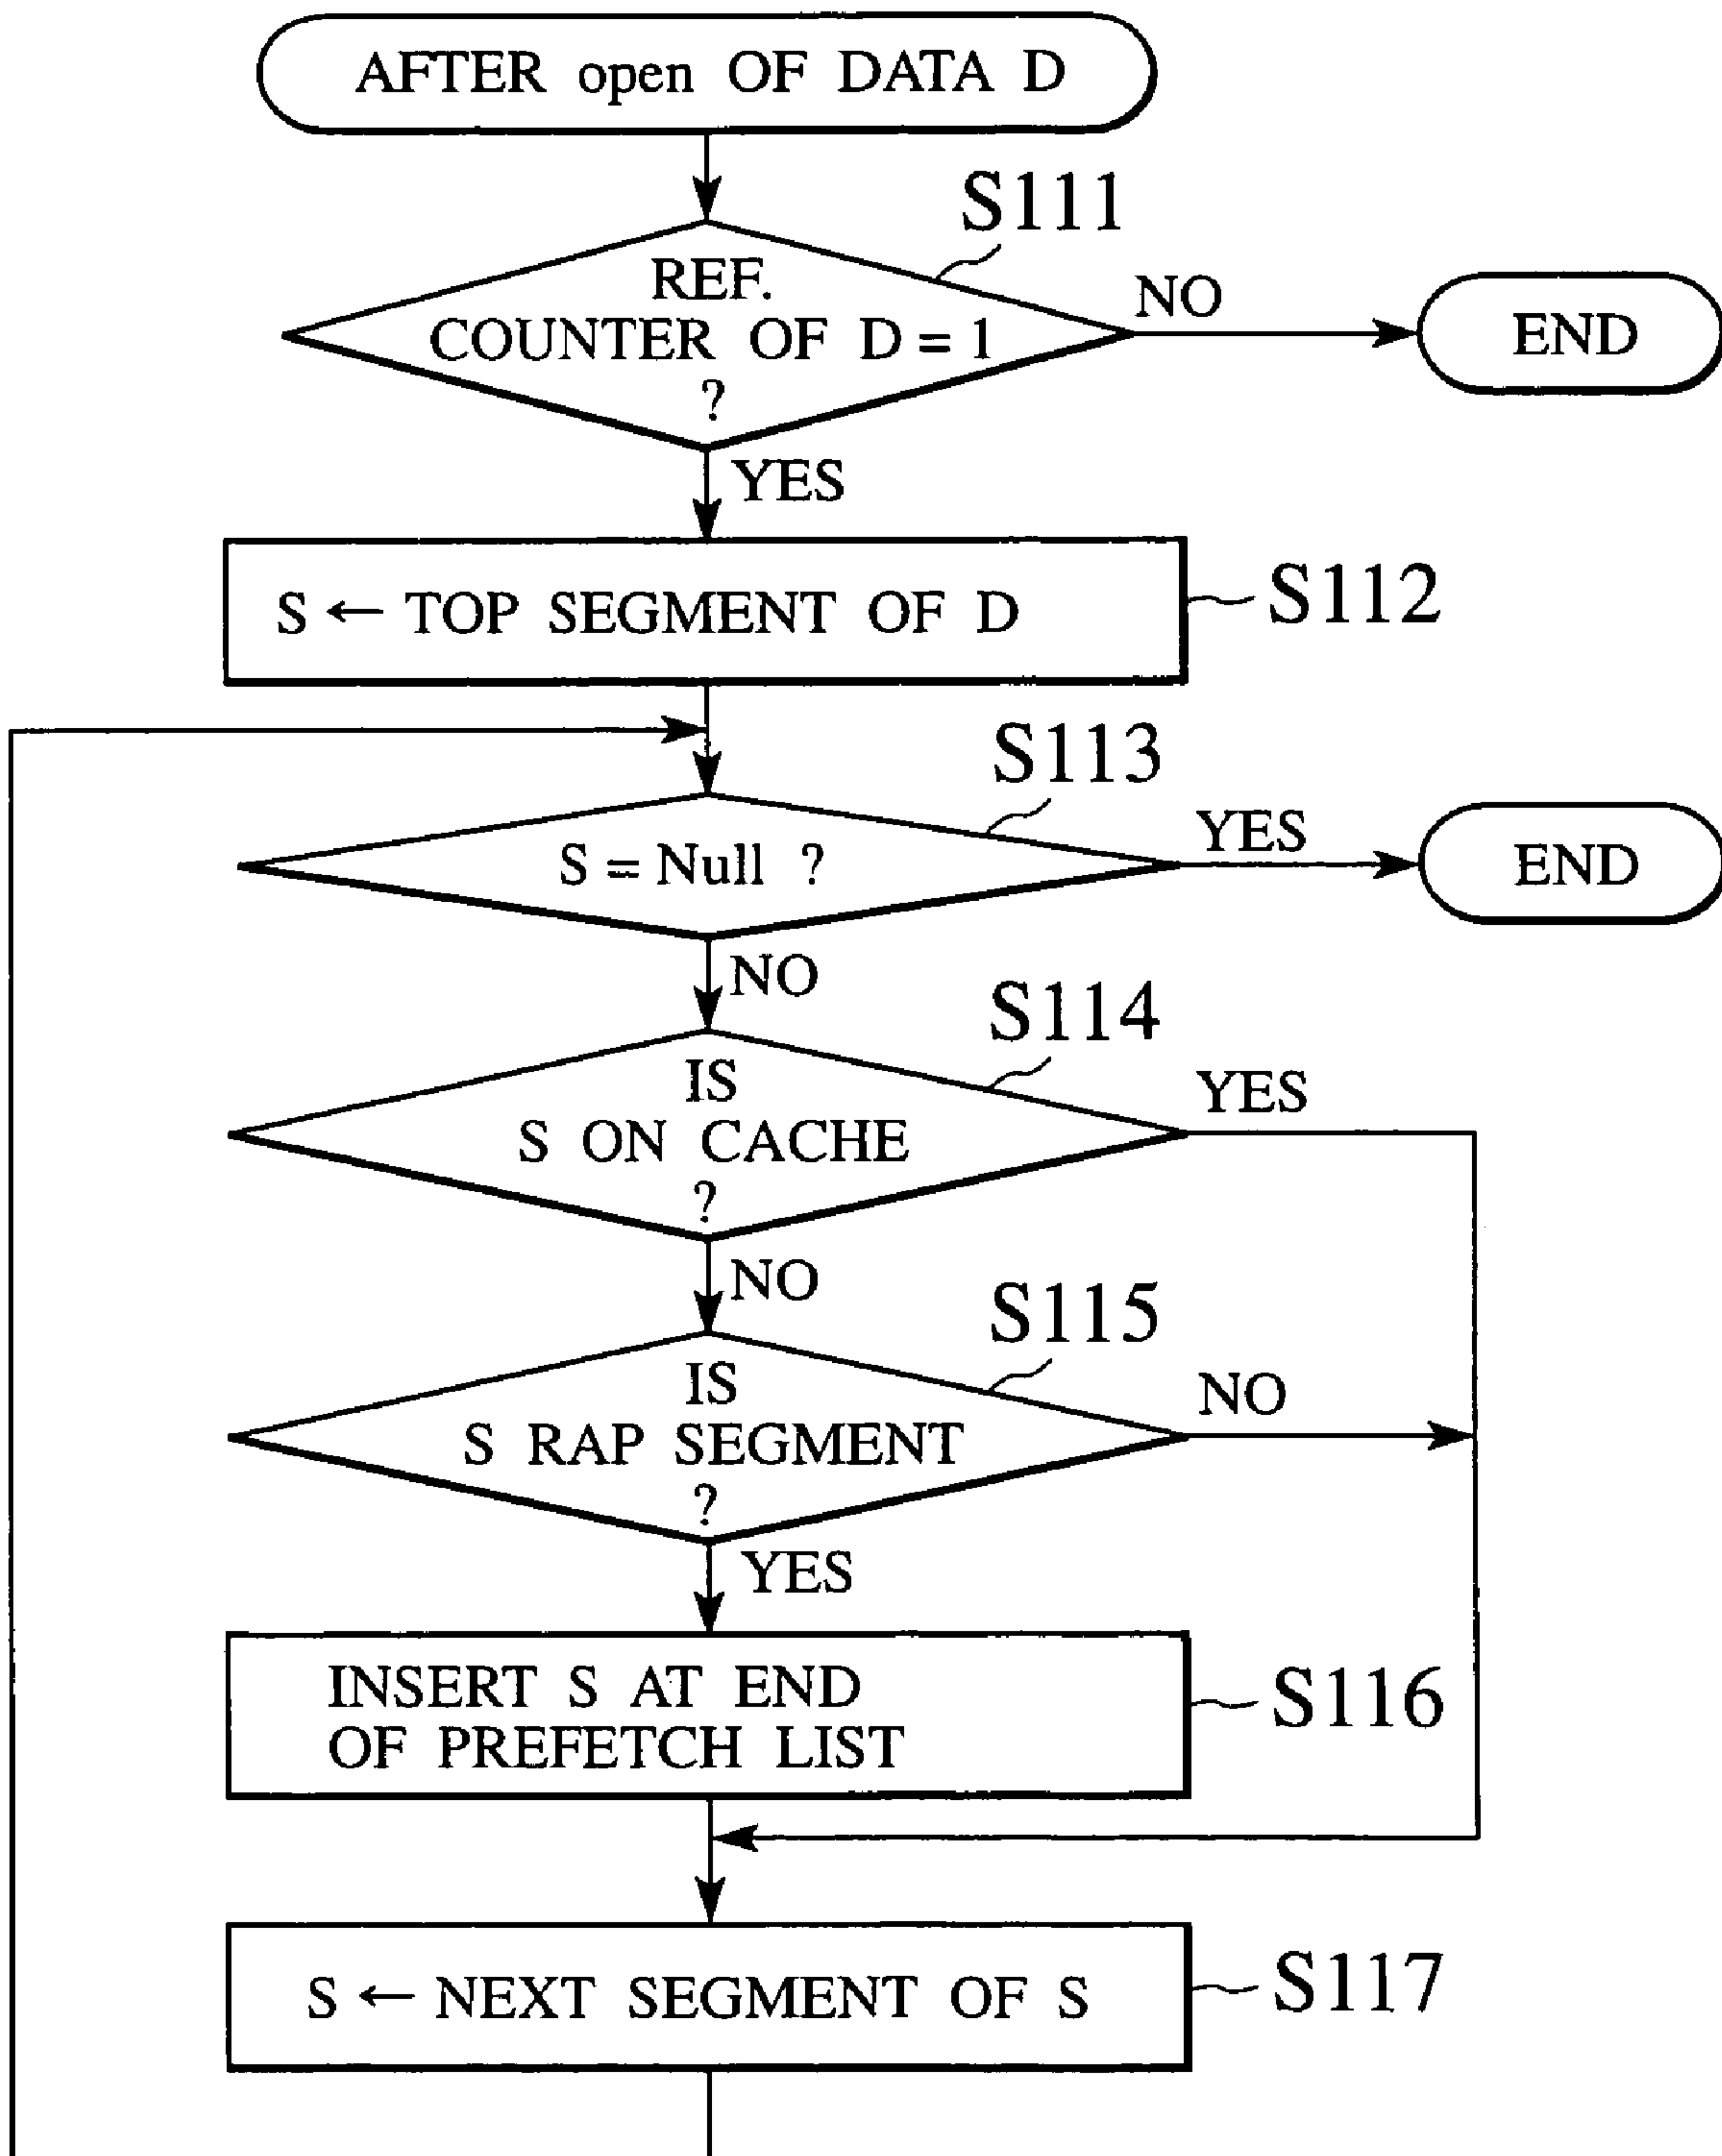 AFTER open OF DATA D
S111
REF.
COUNTER OF D = 1
?
NO
END
YES
S ← TOP SEGMENT OF D
S112
S113
S = Null ?
YES
END
NO
S114
IS
S ON CACHE
?
YES
NO
S115
IS
S RAP SEGMENT
?
NO
YES
INSERT S AT END
OF PREFETCH LIST
S116
S ← NEXT SEGMENT OF S
S117